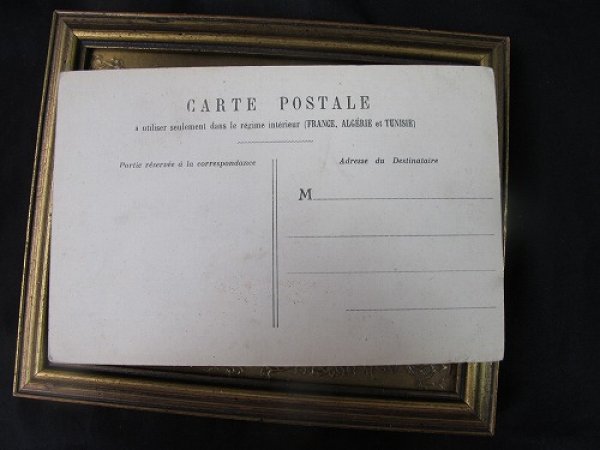 CARTE POSTALE
à utiliser seulement dans le régime intérieur (FRANCE, ALGÉRIE et TUNISIE)
Partie réservée à la correspondance
Adresse du Destinataire
M